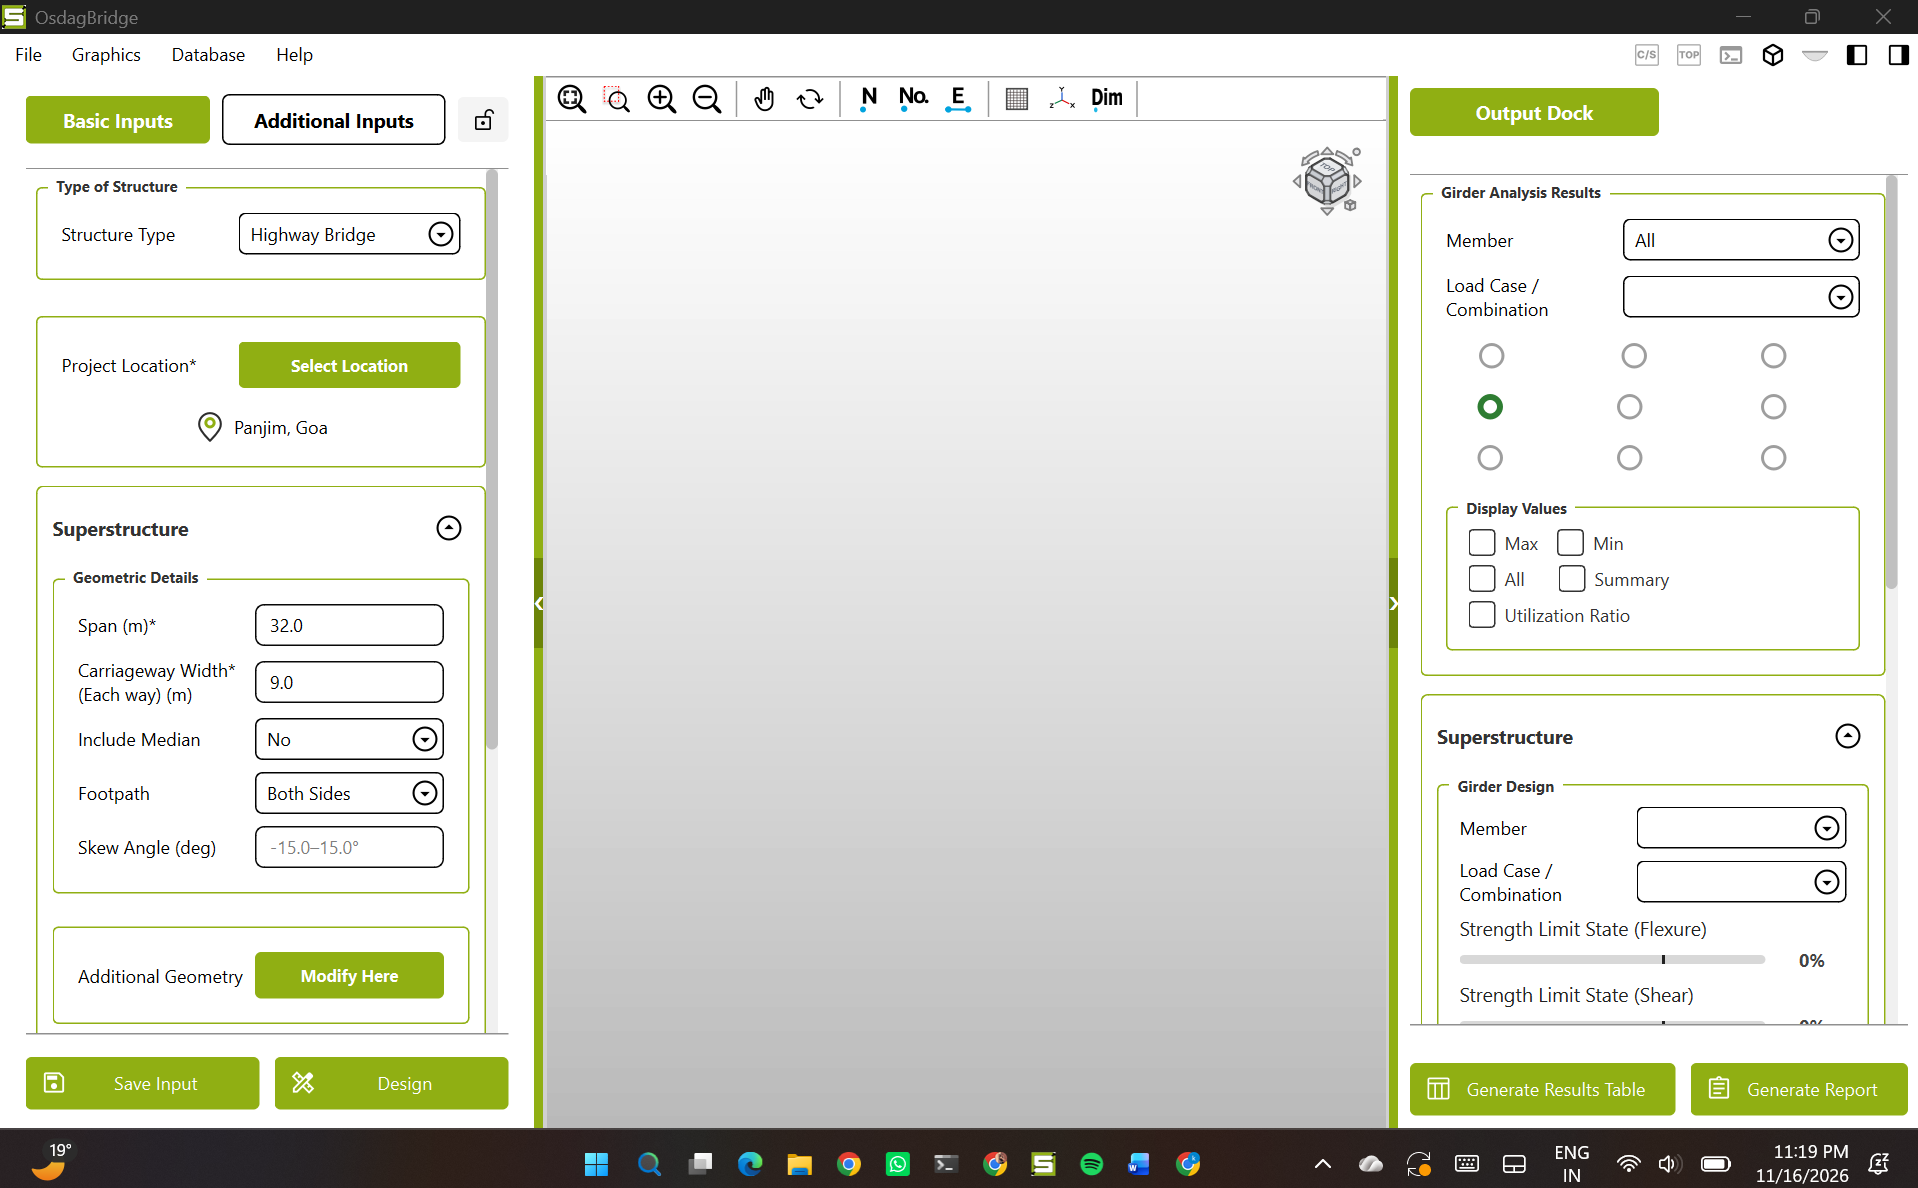 OsdagBridge
File Graphics Database Help
C/S TOP
Basic Inputs Additional Inputs
Type of Structure
Structure Type Highway Bridge
Project Location* Select Location
Panjim, Goa
Superstructure
Geometric Details
Span (m)* 32.0
Carriageway Width*
(Each way) (m) 9.0
Include Median No
Footpath Both Sides
Skew Angle (deg) -15.0–15.0°
Additional Geometry Modify Here
Save Input Design
N No. E Dim
Y
Z X
TOP
FRONT RIGHT
Output Dock
Girder Analysis Results
Member All
Load Case /
Combination
Display Values
Max Min
All Summary
Utilization Ratio
Superstructure
Girder Design
Member
Load Case /
Combination
Strength Limit State (Flexure)
0%
Strength Limit State (Shear)
0%
Generate Results Table Generate Report
19°
ENG
IN
11:19 PM
11/16/2026